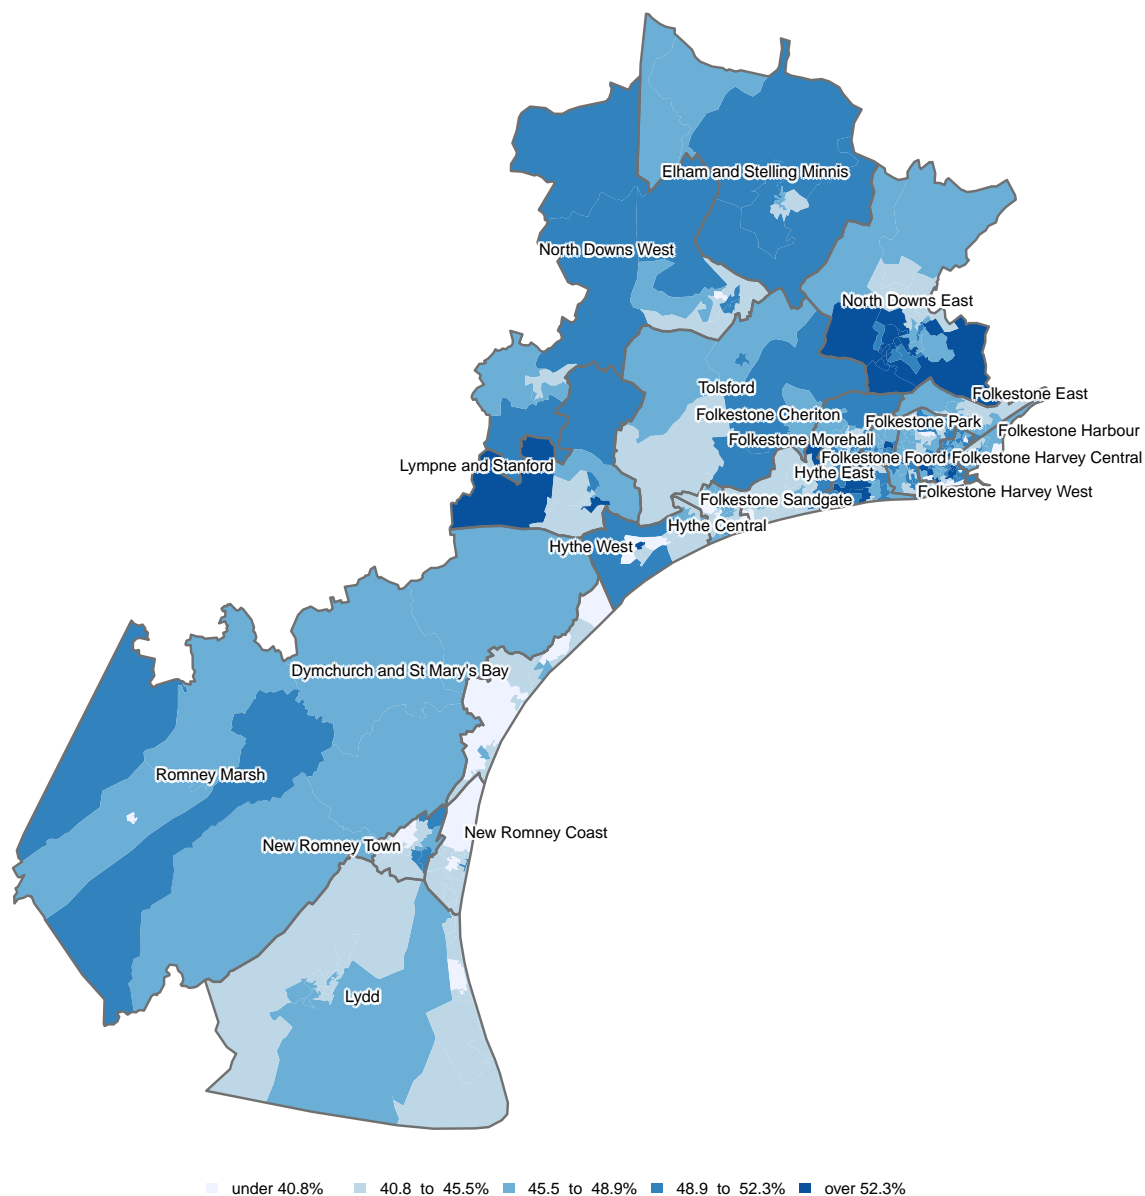 Elham and Stelling Minnis
North Downs West
North Downs East
Tolsford
Folkestone East
Folkestone Cheriton
Folkestone Park
Folkestone Harbour
Folkestone Morehall
Folkestone Foord
Folkestone Harvey Central
Lympne and Stanford
Hythe East
Folkestone Harvey West
Folkestone Sandgate
Hythe Central
Hythe West
Dymchurch and St Mary's Bay
Romney Marsh
New Romney Coast
New Romney Town
Lydd
under 40.8% 40.8 to 45.5% 45.5 to 48.9% 48.9 to 52.3% over 52.3%